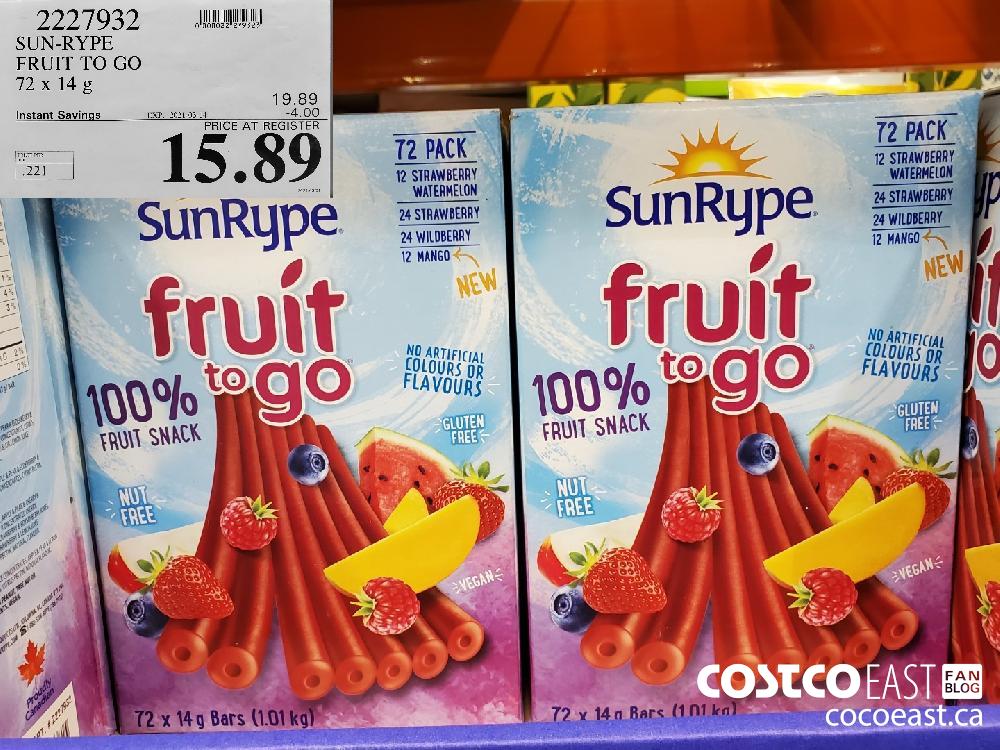 2227932
SUN-RYPE
FRUIT TO GO
72 x 14 g
19.89
Instant Savings
-4.00
PRICE AT REGISTER
15.89
.221
SunRype
fruit
to go
100%
FRUIT SNACK
NUT
FREE
72 PACK
12 STRAWBERRY
WATERMELON
24 STRAWBERRY
24 WILDBERRY
12 MANGO
NEW
NO ARTIFICIAL
COLOURS OR
FLAVOURS
GLUTEN
FREE
VEGAN
72 x 14 g Bars (1.01 kg)
SunRype
fruit
to go
100%
FRUIT SNACK
NUT
FREE
72 PACK
12 STRAWBERRY
WATERMELON
24 STRAWBERRY
24 WILDBERRY
12 MANGO
NEW
NO ARTIFICIAL
COLOURS OR
FLAVOURS
GLUTEN
FREE
VEGAN
72 x 14 g Bars (1.01 kg)
Proudly
Canadian
COSTCO EAST FAN
BLOG
cocoeast.ca